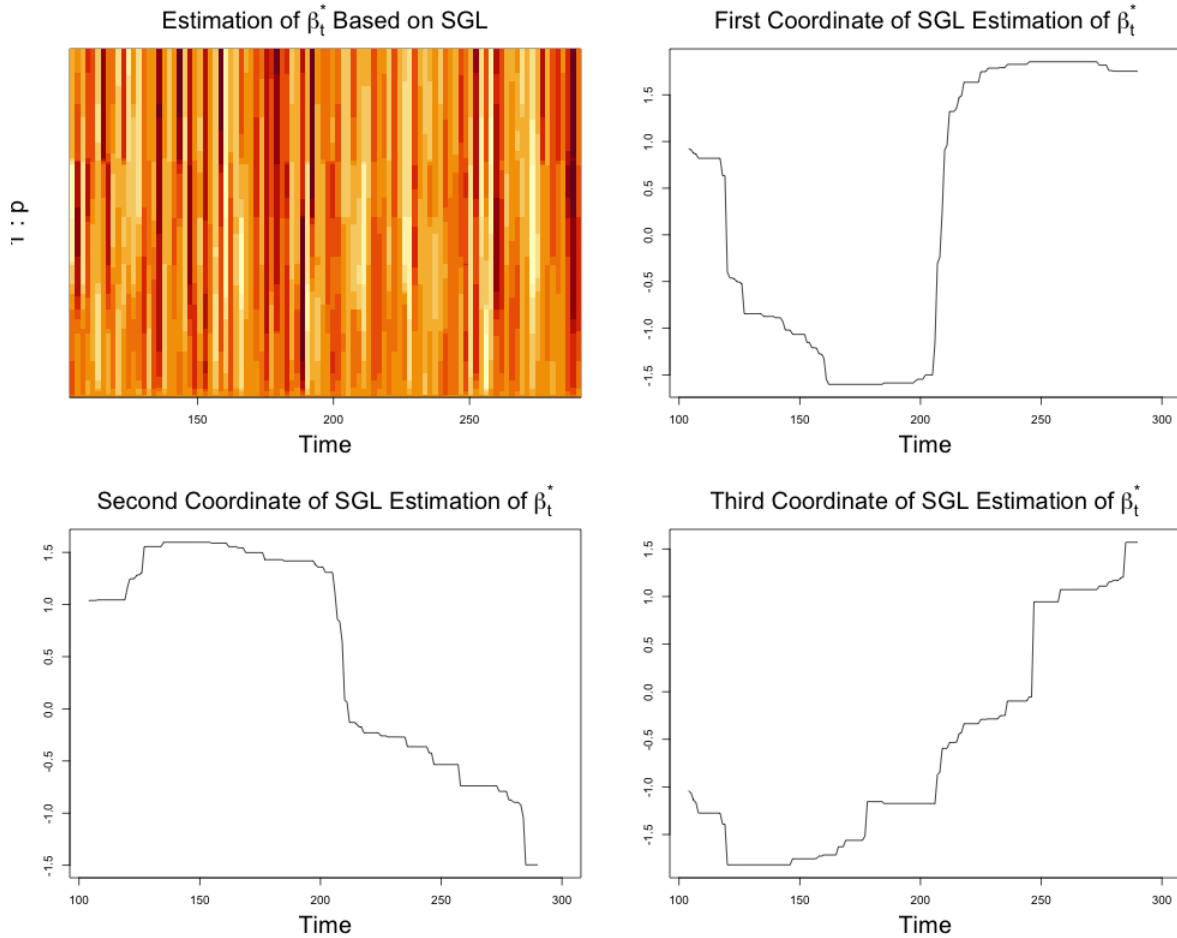 Estimation of β*t Based on SGL
1 : p
150 200 250
Time
First Coordinate of SGL Estimation of β*t
1.5
1.0
0.5
0.0
-0.5
-1.0
-1.5
100 150 200 250 300
Time
Second Coordinate of SGL Estimation of β*t
1.5
1.0
0.5
0.0
-0.5
-1.0
-1.5
100 150 200 250 300
Time
Third Coordinate of SGL Estimation of β*t
1.5
1.0
0.5
0.0
-0.5
-1.0
-1.5
100 150 200 250 300
Time